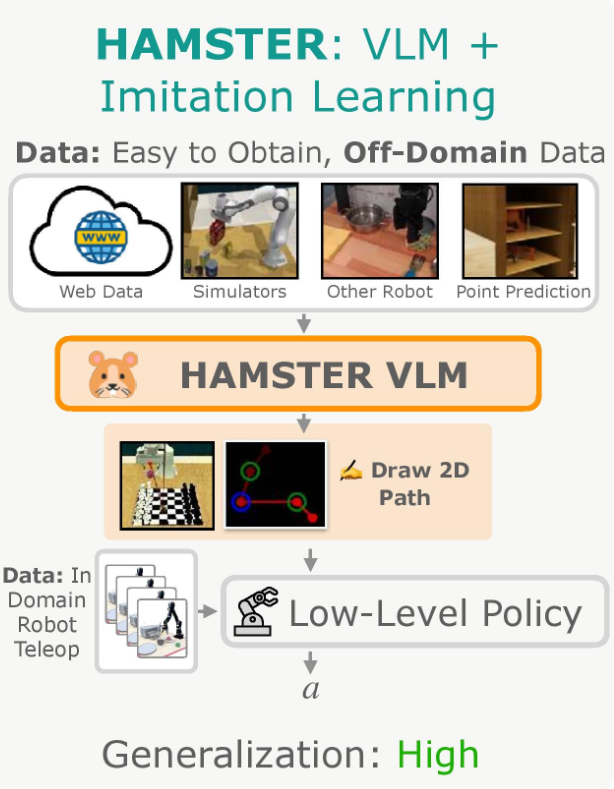 HAMSTER: VLM +
Imitation Learning
Data: Easy to Obtain, Off-Domain Data
www
Web Data
Simulators
Other Robot
Point Prediction
HAMSTER VLM
Draw 2D
Path
Data: In
Domain
Robot
Teleop
Low-Level Policy
a
Generalization: High